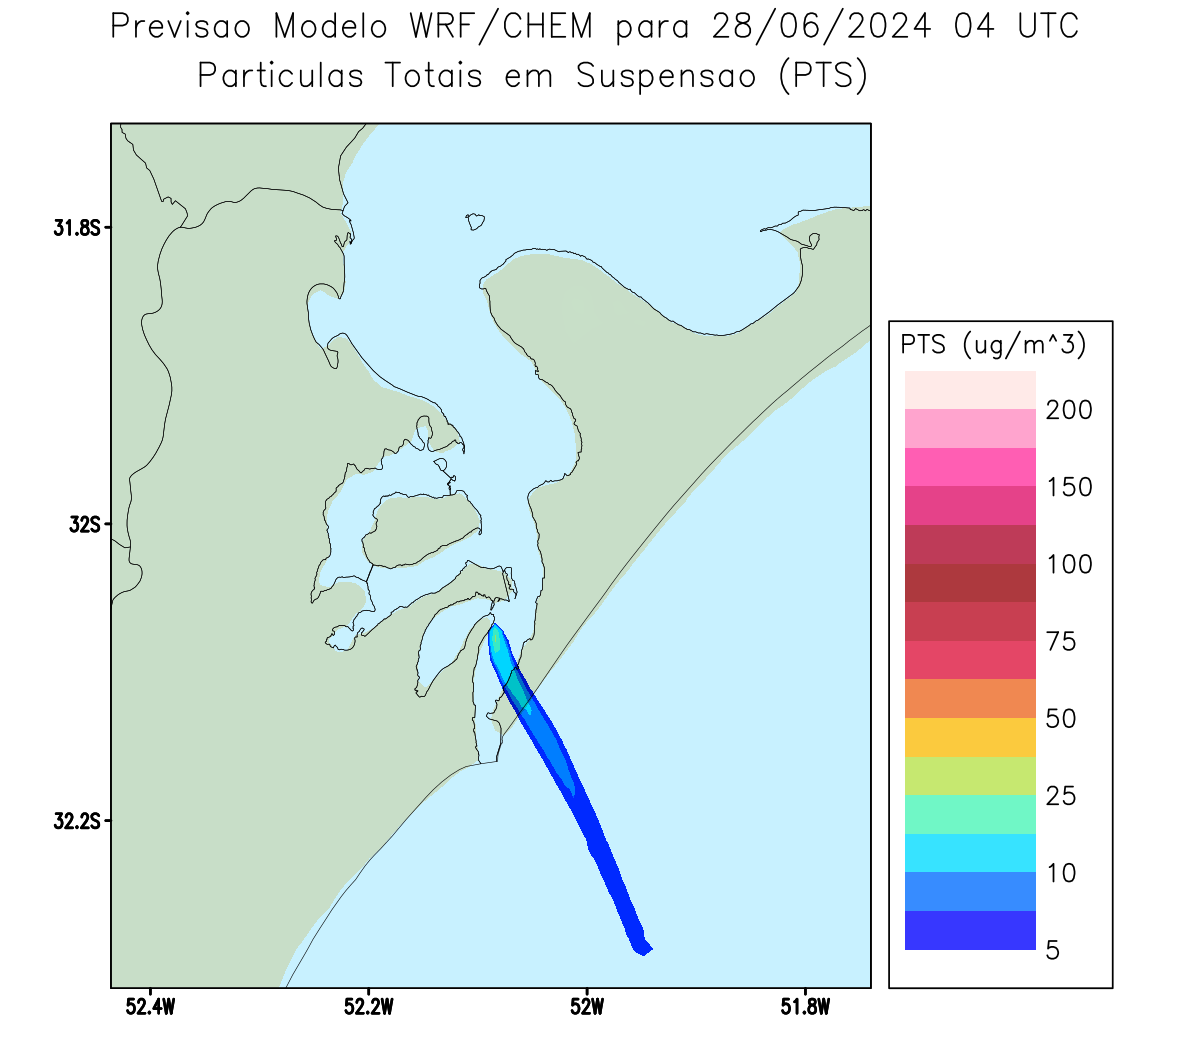 Previsao Modelo WRF/CHEM para 28/06/2024 04 UTC
Particulas Totais em Suspensao (PTS)
31.8S
32S
32.2S
52.4W
52.2W
52W
51.8W
PTS (ug/m^3)
200
150
100
75
50
25
10
5